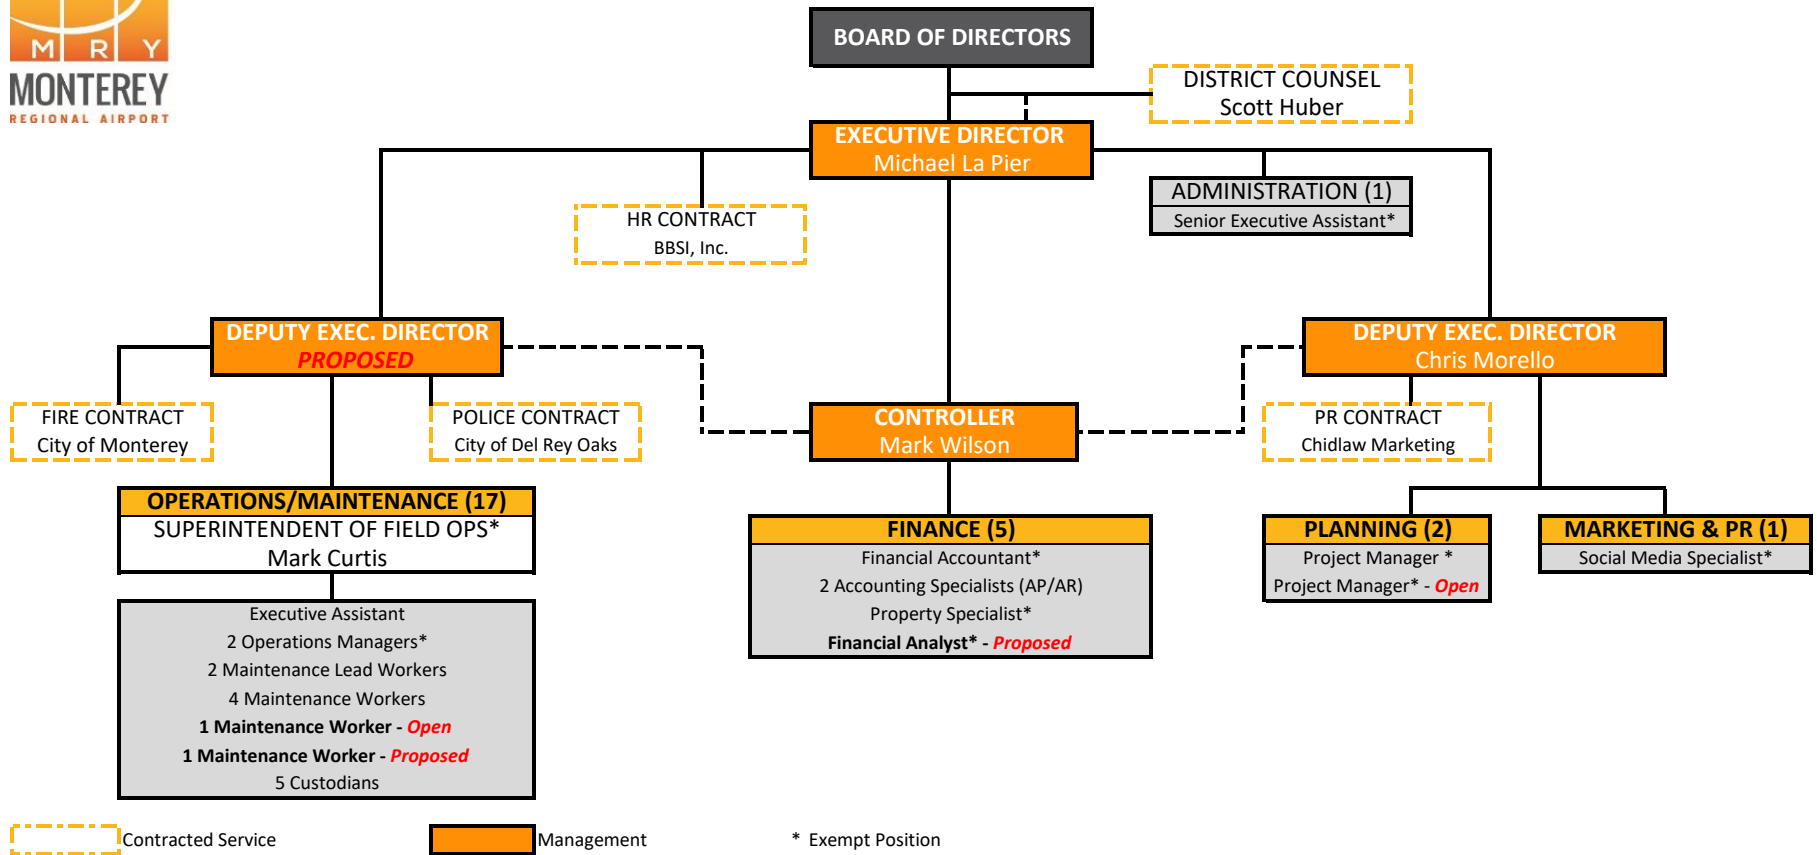 M R Y
MONTEREY
REGIONAL AIRPORT
BOARD OF DIRECTORS
DISTRICT COUNSEL
Scott Huber
EXECUTIVE DIRECTOR
Michael La Pier
ADMINISTRATION (1)
Senior Executive Assistant*
HR CONTRACT
BBSI, Inc.
DEPUTY EXEC. DIRECTOR
PROPOSED
DEPUTY EXEC. DIRECTOR
Chris Morello
FIRE CONTRACT
City of Monterey
POLICE CONTRACT
City of Del Rey Oaks
CONTROLLER
Mark Wilson
PR CONTRACT
Chidlaw Marketing
OPERATIONS/MAINTENANCE (17)
SUPERINTENDENT OF FIELD OPS*
Mark Curtis
Executive Assistant
2 Operations Managers*
2 Maintenance Lead Workers
4 Maintenance Workers
1 Maintenance Worker - Open
1 Maintenance Worker - Proposed
5 Custodians
FINANCE (5)
Financial Accountant*
2 Accounting Specialists (AP/AR)
Property Specialist*
Financial Analyst* - Proposed
PLANNING (2)
Project Manager *
Project Manager* - Open
MARKETING & PR (1)
Social Media Specialist*
Contracted Service
Management
* Exempt Position